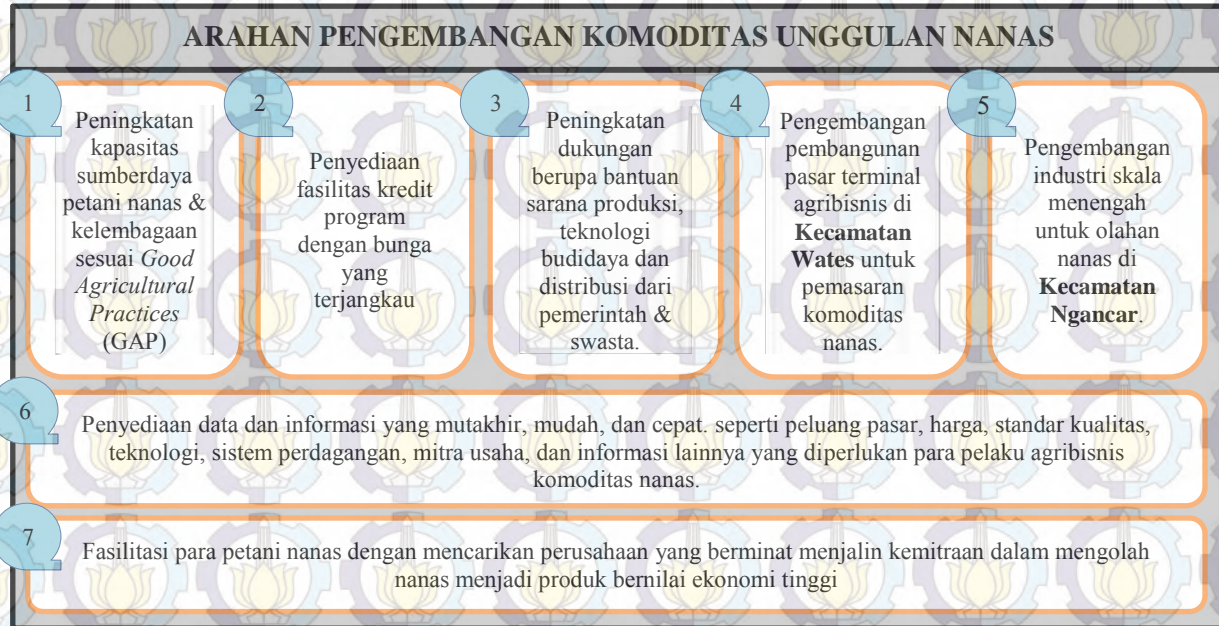 ARAHAN PENGEMBANGAN KOMODITAS UNGGULAN NANAS
1
Peningkatan
kapasitas
sumberdaya
petani nanas &
kelembagaan
sesuai Good
Agricultural
Practices
(GAP)
2
Penyediaan
fasilitas kredit
program
dengan bunga
yang
terjangkau
3
Peningkatan
dukungan
berupa bantuan
sarana produksi,
teknologi
budidaya dan
distribusi dari
pemerintah &
swasta.
4
Pengembangan
pembangunan
pasar terminal
agribisnis di
Kecamatan
Wates untuk
pemasaran
komoditas
nanas.
5
Pengembangan
industri skala
menengah
untuk olahan
nanas di
Kecamatan
Ngancar.
6
Penyediaan data dan informasi yang mutakhir, mudah, dan cepat. seperti peluang pasar, harga, standar kualitas,
teknologi, sistem perdagangan, mitra usaha, dan informasi lainnya yang diperlukan para pelaku agribisnis
komoditas nanas.
7
Fasilitasi para petani nanas dengan mencarikan perusahaan yang berminat menjalin kemitraan dalam mengolah
nanas menjadi produk bernilai ekonomi tinggi